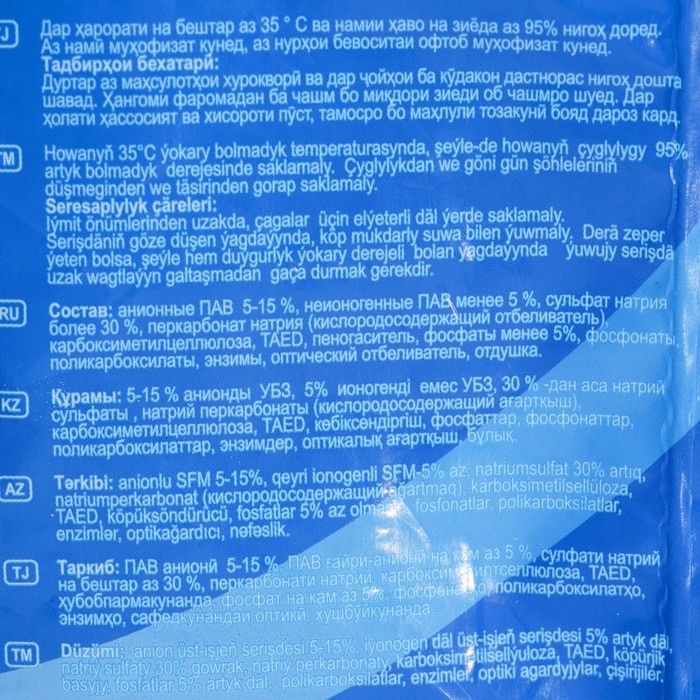 TJ Дар ҳарорати на бештар аз 35 ° С ва намии ҳаво на зиёда аз 95% нигоҳ доред.
Аз намӣ муҳофизат кунед, аз нурҳои бевоситаи офтоб муҳофизат кунед.
Тадбирҳои бехатарӣ:
Дуртар аз маҳсулотҳои хурокворӣ ва дар ҷойҳои ба кӯдакон дастнорас нигоҳ дошта
шавад. Ҳангоми фаромадан ба чашм бо миқдори зиеди об чашмро шуед. Дар
ҳолати ҳассосият ва хисороти пӯст, тамосро бо маҳлули тозакунӣ бояд дароз кард.
TM Howanyň 35°C ýokary bolmadyk temperaturasynda, şeýle-de howanyň çyglylygy 95%
artyk bolmadyk derejesinde saklamaly. Çyglylykdan we göni gün şöhleleriniň
düşmeginden we täsirinden gorap saklamaly.
Seresaplylyk çäreleri:
Iýmit önümlerinden uzakda, çagalar üçin elýeterli däl ýerde saklamaly.
Serişdäniň göze düşen ýagdaýynda, köp mukdarly suwa bilen ýuwmaly. Derä zeper
ýeten bolsa, şeýle hem duýgurlyk ýokary derejeli bolan ýagdaýynda ýuwujy serişdä
uzak wagtlaýyn galtaşmadan gaça durmak gerekdir.
RU Состав: анионные ПАВ 5-15 %, неионогенные ПАВ менее 5 %, сульфат натрия
более 30 %, перкарбонат натрия (кислородосодержащий отбеливатель),
карбоксиметилцеллюлоза, TAED, пеногаситель, фосфаты менее 5%, фосфонаты,
поликарбоксилаты, энзимы, оптический отбеливатель, отдушка.
KZ Құрамы: 5-15 % анионды УБЗ, 5% ионогенді емес УБЗ, 30 % -дан аса натрий
сульфаты , натрий перкарбонаты (кислородосодержащий ағартқыш),
карбоксиметилцеллюлоза, TAED, көбіксөндіргіш, фосфаттар, фосфонаттар,
поликарбоксилаттар, энзимдер, оптикалық ағартқыш, бұлық.
AZ Tərkibi: anionlu SFM 5-15%, qeyri ionogenli SFM-5% az, natriumsulfat 30% artıq,
natriumperkarbonat (кислородосодержащий ağartmaq), karboksimetilsellüloza,
TAED, köpüksöndürücü, fosfatlar 5% az olmaqla, fosfonatlar, polikarboksilatlar,
enzimlər, optikağardıcı, nəfəslik.
TJ Таркиб: ПАВ анионӣ 5-15 %, ПАВ ғайри-анионӣ на кам аз 5 %, сулфати натрий
на бештар аз 30 %, перкарбонати натрий, карбоксиметилтселлюлоза, TAED,
ҳубобпармакунанда, фосфат на кам аз 5%, фосфонатҳо, поликарбоксилатҳо,
энзимҳо, сафедкунандаи оптикӣ, хушбӯйкунанда.
TM Düzümi: anion üst-işjeň serişdesi 5-15%, iýonogen däl üst-işjeň serişdesi 5% artyk däl,
natriý sulfaty 30% gowrak, natriý perkarbonaty, karboksimetilsellýuloza, TAED, köpürjik
basyjy, fosfatlar 5% artyk däl, polikarboksilatlar, enzimler, optiki agardyjylar, çişirijiler.